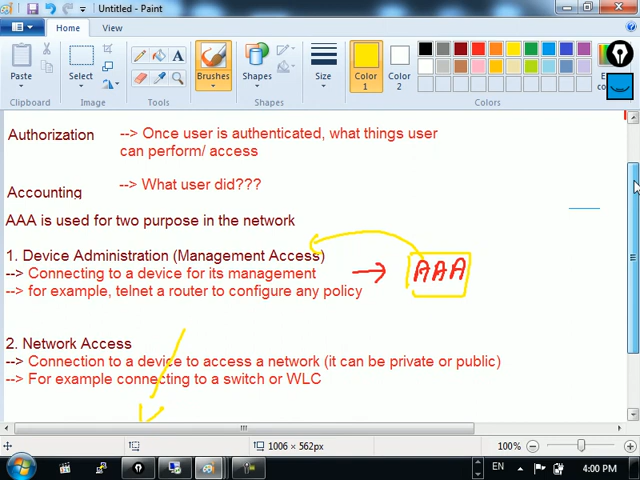 Untitled - Paint
Home
View
Paste
Select
Brushes
Shapes
Size
Color
1
Color
2
E
Clipboard
Image
Tools
Shapes
Colors
Authorization
--> Once user is authenticated, what things user
can perform/ access
Accounting
--> What user did???
AAA is used for two purpose in the network
1. Device Administration (Management Access)
--> Connecting to a device for its management
--> for example, telnet a router to configure any policy
AAA
2. Network Access
--> Connection to a device to access a network (it can be private or public)
--> For example connecting to a switch or WLC
1006 × 562px
100%
EN
4:00 PM